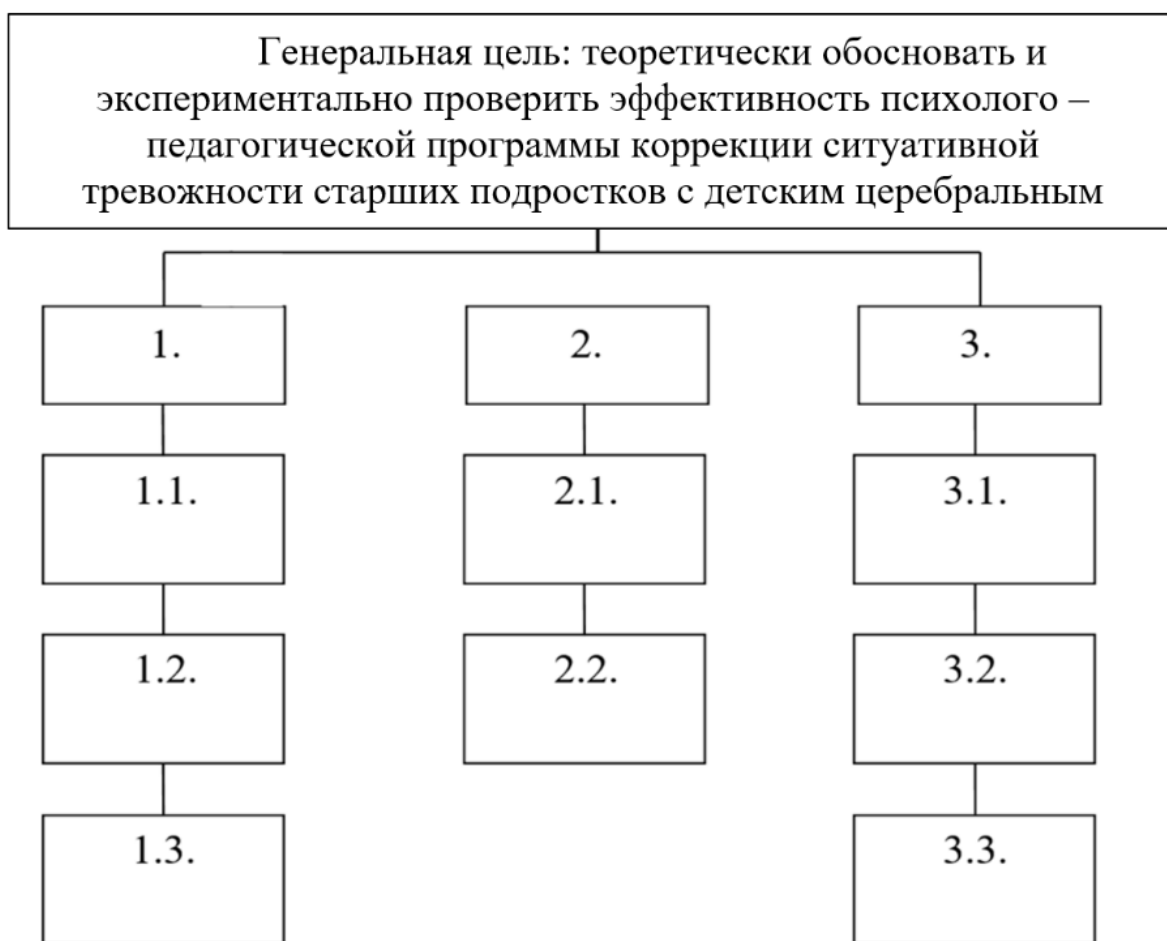 Генеральная цель: теоретически обосновать и
экспериментально проверить эффективность психолого –
педагогической программы коррекции ситуативной
тревожности старших подростков с детским церебральным
1.
2.
3.
1.1.
2.1.
3.1.
1.2.
2.2.
3.2.
1.3.
3.3.